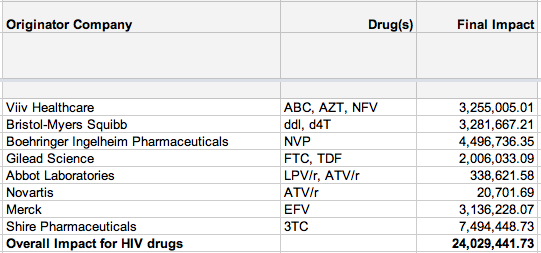 Originator Company Drug(s) Final Impact
Viiv Healthcare ABC, AZT, NFV 3,255,005.01
Bristol-Myers Squibb ddI, d4T 3,281,667.21
Boehringer Ingelheim Pharmaceuticals NVP 4,496,736.35
Gilead Science FTC, TDF 2,006,033.09
Abbot Laboratories LPV/r, ATV/r 338,621.58
Novartis ATV/r 20,701.69
Merck EFV 3,136,228.07
Shire Pharmaceuticals 3TC 7,494,448.73
Overall Impact for HIV drugs 24,029,441.73